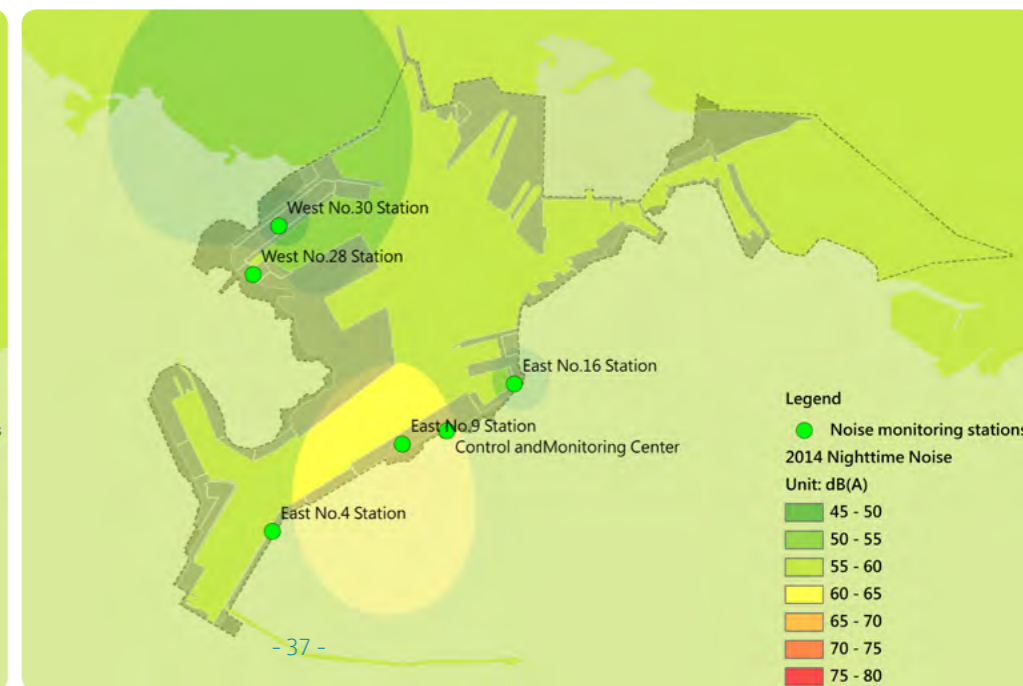 West No.30 Station
West No.28 Station
East No.16 Station
East No.9 Station
Control andMonitoring Center
East No.4 Station
- 37 -
Legend
Noise monitoring stations
2014 Nighttime Noise
Unit: dB(A)
45 - 50
50 - 55
55 - 60
60 - 65
65 - 70
70 - 75
75 - 80